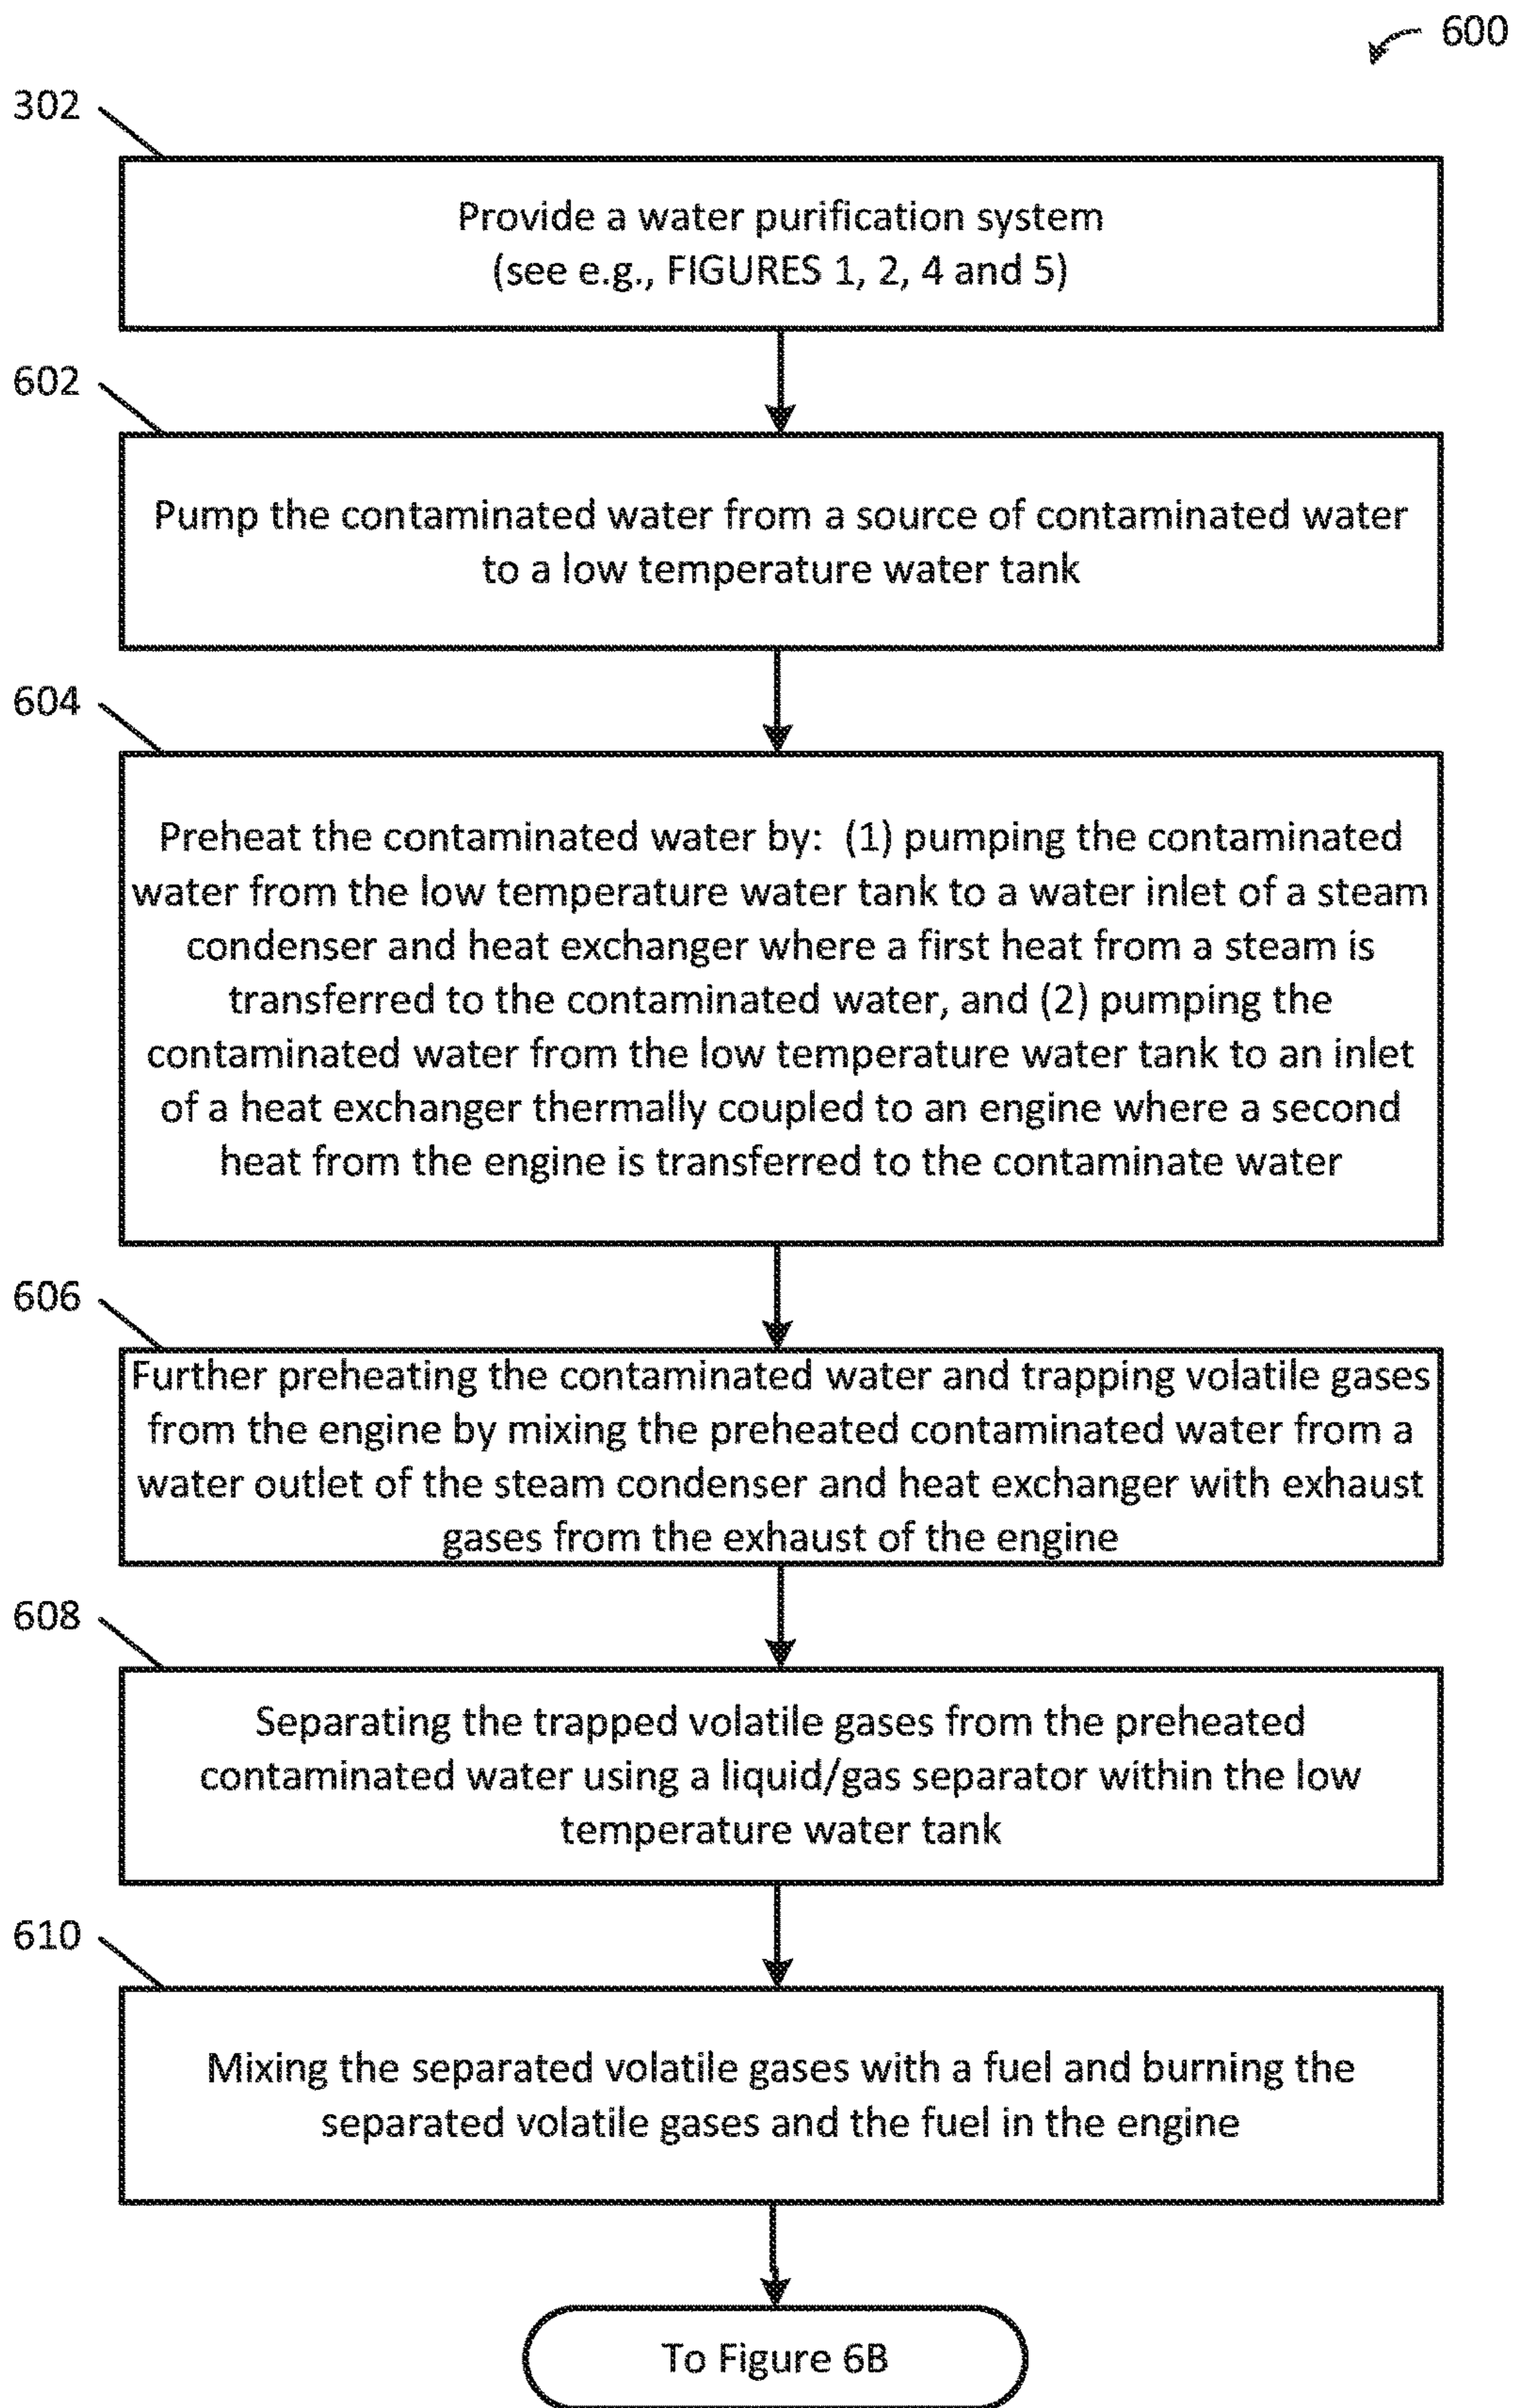 600
302
Provide a water purification system
(see e.g., FIGURES 1, 2, 4 and 5)
602
Pump the contaminated water from a source of contaminated water
to a low temperature water tank
604
Preheat the contaminated water by:  (1) pumping the contaminated
water from the low temperature water tank to a water inlet of a steam
condenser and heat exchanger where a first heat from a steam is
transferred to the contaminated water, and (2) pumping the
contaminated water from the low temperature water tank to an inlet
of a heat exchanger thermally coupled to an engine where a second
heat from the engine is transferred to the contaminate water
606
Further preheating the contaminated water and trapping volatile gases
from the engine by mixing the preheated contaminated water from a
water outlet of the steam condenser and heat exchanger with exhaust
gases from the exhaust of the engine
608
Separating the trapped volatile gases from the preheated
contaminated water using a liquid/gas separator within the low
temperature water tank
610
Mixing the separated volatile gases with a fuel and burning the
separated volatile gases and the fuel in the engine
To Figure 6B